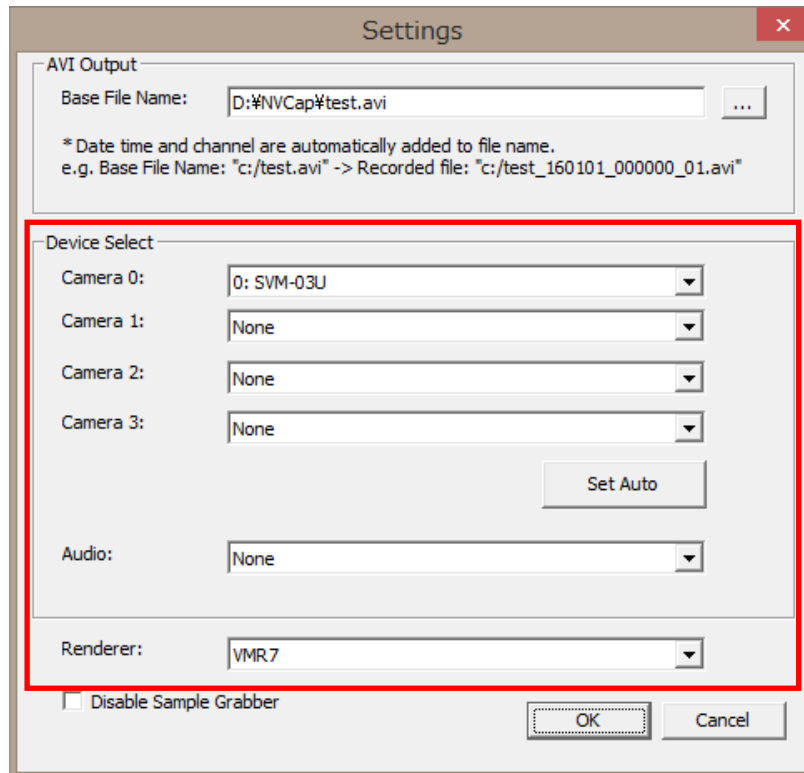 Settings
AVI Output
Base File Name:
D:¥NVCap¥test.avi
...
* Date time and channel are automatically added to file name.
e.g. Base File Name: "c:/test.avi" -> Recorded file: "c:/test_160101_000000_01.avi"
Device Select
Camera 0:
0: SVM-03U
Camera 1:
None
Camera 2:
None
Camera 3:
None
Set Auto
Audio:
None
Renderer:
VMR7
Disable Sample Grabber
OK
Cancel